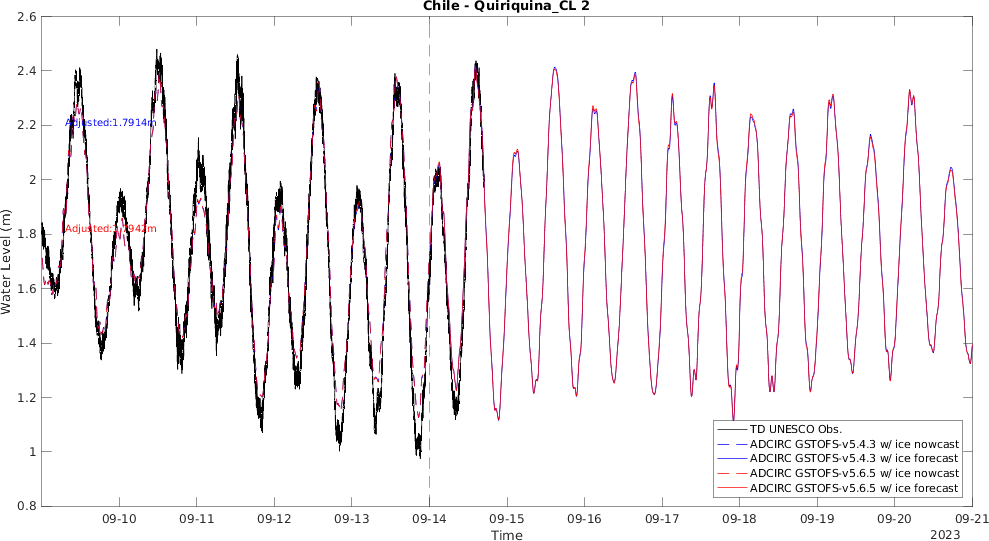 Chile - Quiriquina_CL 2
2.6
2.4
2.2
2
1.8
1.6
1.4
1.2
1
0.8
Water Level (m)
Adjusted:1.7914m
Adjusted:1.7942m
TD UNESCO Obs.
ADCIRC GSTOFS-v5.4.3 w/ ice nowcast
ADCIRC GSTOFS-v5.4.3 w/ ice forecast
ADCIRC GSTOFS-v5.6.5 w/ ice nowcast
ADCIRC GSTOFS-v5.6.5 w/ ice forecast
09-10 09-11 09-12 09-13 09-14 09-15 09-16 09-17 09-18 09-19 09-20 09-21
Time
2023